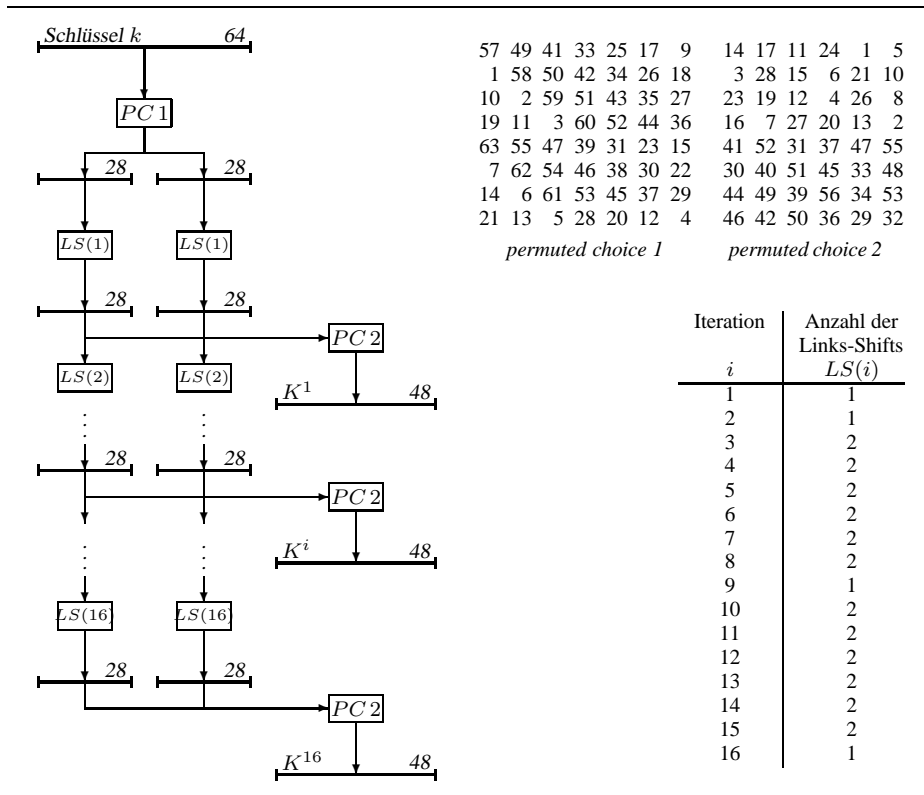 Schlüssel k 64
PC 1
28 28
LS(1) LS(1)
28 28
PC 2
LS(2) LS(2)
K^1 48
28 28
PC 2
K^i 48
LS(16) LS(16)
28 28
PC 2
K^16 48
57 49 41 33 25 17 9
1 58 50 42 34 26 18
10 2 59 51 43 35 27
19 11 3 60 52 44 36
63 55 47 39 31 23 15
7 62 54 46 38 30 22
14 6 61 53 45 37 29
21 13 5 28 20 12 4
permuted choice 1
14 17 11 24 1 5
3 28 15 6 21 10
23 19 12 4 26 8
16 7 27 20 13 2
41 52 31 37 47 55
30 40 51 45 33 48
44 49 39 56 34 53
46 42 50 36 29 32
permuted choice 2
Iteration Anzahl der
Links-Shifts
i LS(i)
1 1
2 1
3 2
4 2
5 2
6 2
7 2
8 2
9 1
10 2
11 2
12 2
13 2
14 2
15 2
16 1